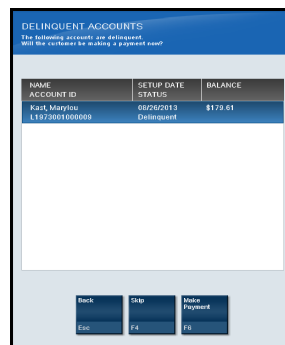 DELINQUENT ACCOUNTS
The following accounts are delinquent.
Will the customer be making a payment now?
NAME SETUP DATE BALANCE
ACCOUNT ID STATUS
Kast, Marylou 08/26/2013 $179.61
L1973001000009 Delinquent
Back Skip Make
Payment
Esc F4 F6